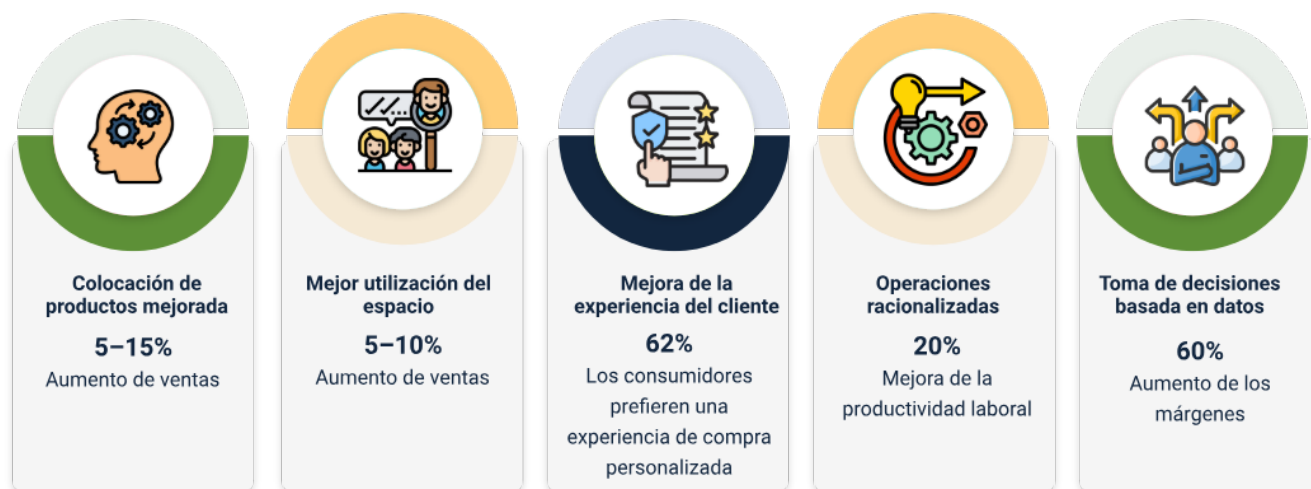 Colocación de
productos mejorada
5–15%
Aumento de ventas
Mejor utilización del
espacio
5–10%
Aumento de ventas
Mejora de la
experiencia del cliente
62%
Los consumidores
prefieren una
experiencia de compra
personalizada
Operaciones
racionalizadas
20%
Mejora de la
productividad laboral
Toma de decisiones
basada en datos
60%
Aumento de los
márgenes